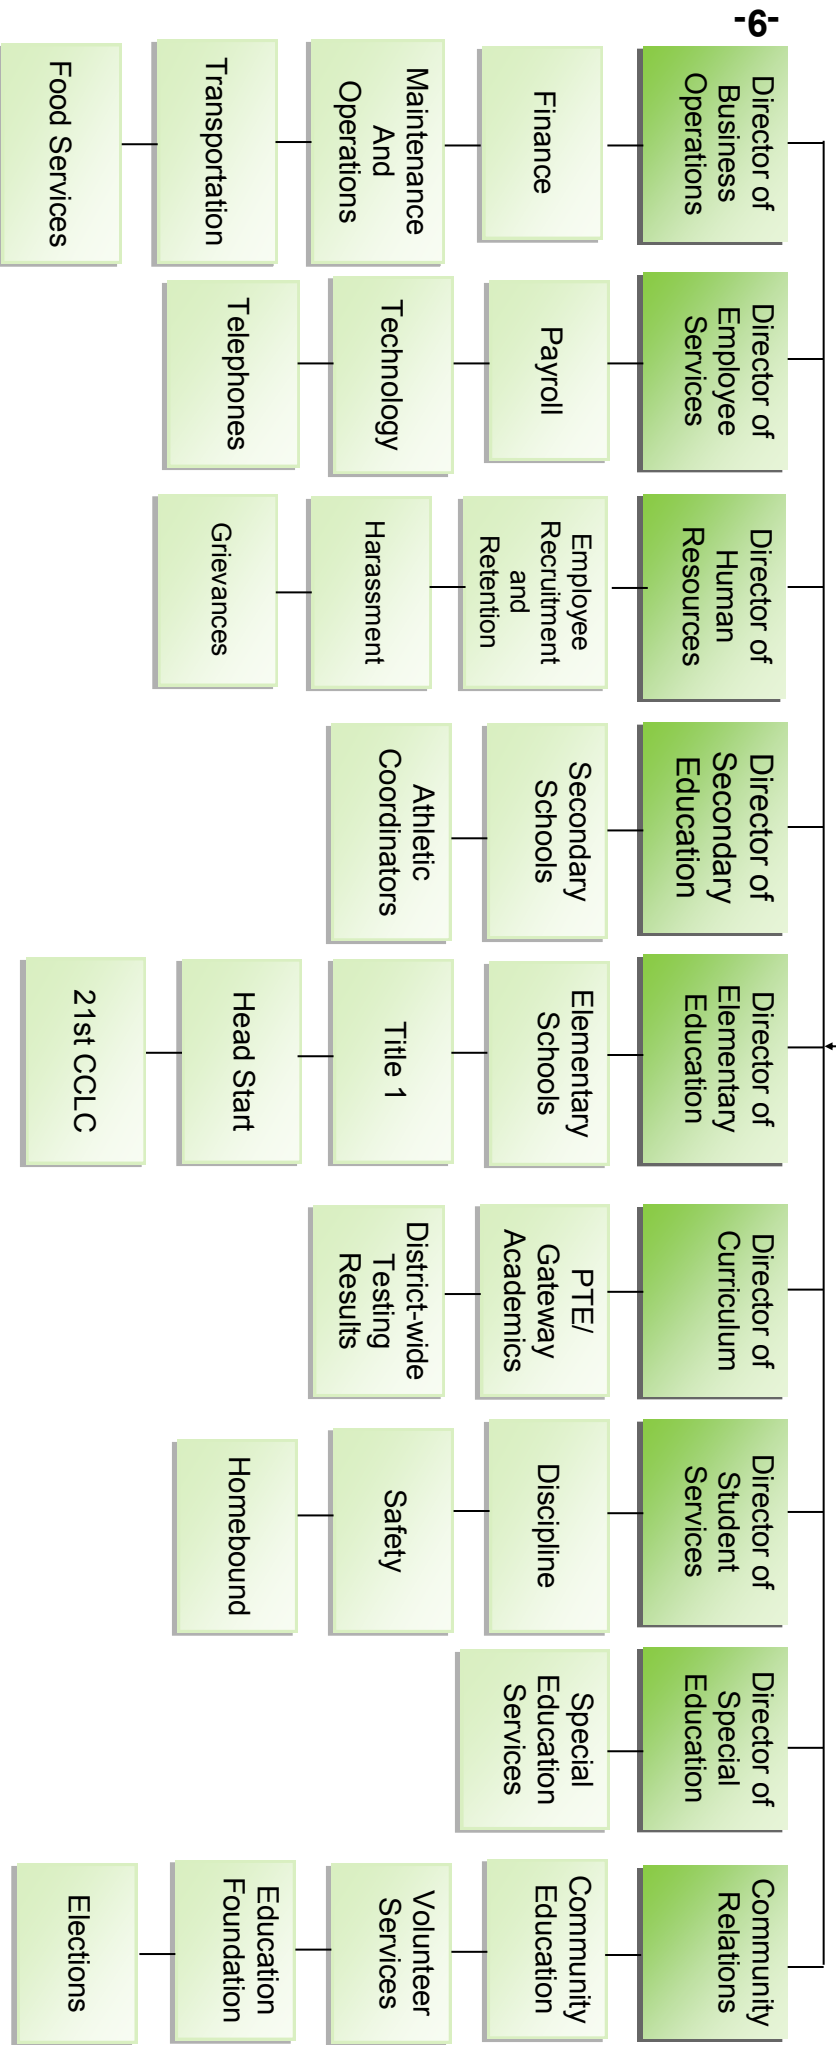 -6-
Director of
Business
Operations
Finance
Maintenance
And
Operations
Transportation
Food Services
Director of
Employee
Services
Payroll
Technology
Telephones
Director of
Human
Resources
Employee
Recruitment
and
Retention
Harassment
Grievances
Director of
Secondary
Education
Secondary
Schools
Athletic
Coordinators
Director of
Elementary
Education
Elementary
Schools
Title 1
Head Start
21st CCLC
Director of
Curriculum
PTE/
Gateway
Academics
District-wide
Testing
Results
Director of
Student
Services
Discipline
Safety
Homebound
Director of
Special
Education
Special
Education
Services
Community
Relations
Community
Education
Volunteer
Services
Education
Foundation
Elections